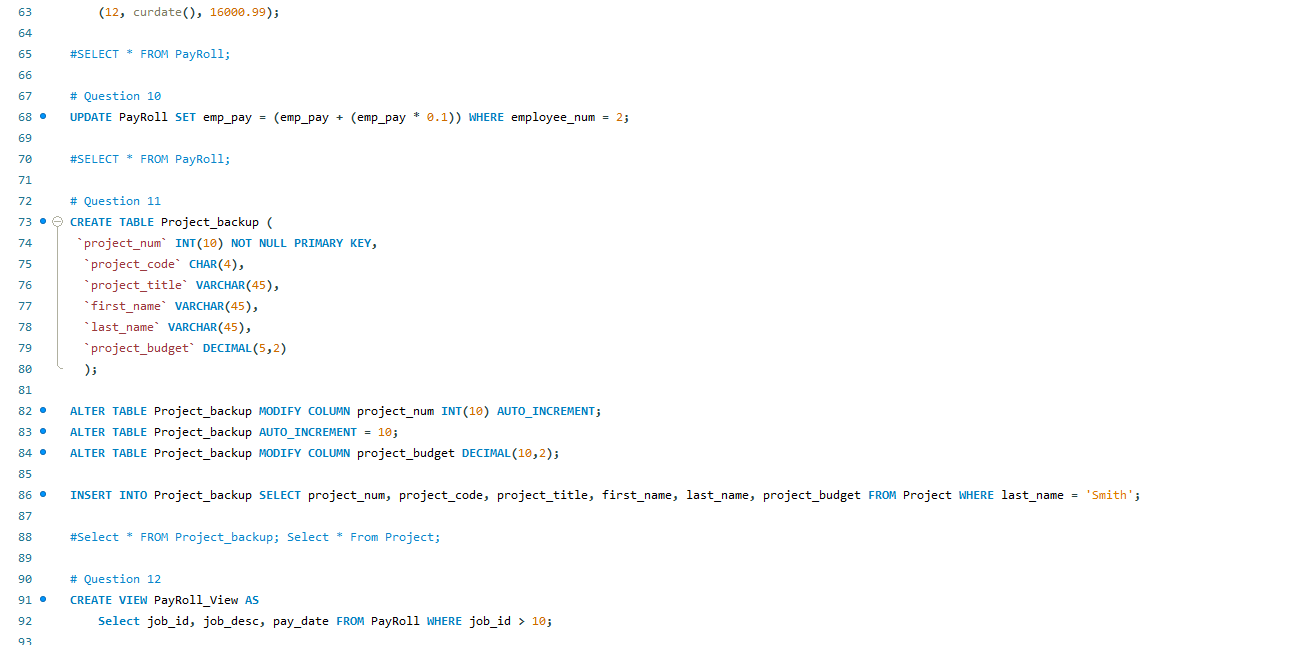 63 (12, curdate(), 16000.99);
64
65 #SELECT * FROM PayRoll;
66
67 # Question 10
68 UPDATE PayRoll SET emp_pay = (emp_pay + (emp_pay * 0.1)) WHERE employee_num = 2;
69
70 #SELECT * FROM PayRoll;
71
72 # Question 11
73 CREATE TABLE Project_backup (
74 `project_num` INT(10) NOT NULL PRIMARY KEY,
75 `project_code` CHAR(4),
76 `project_title` VARCHAR(45),
77 `first_name` VARCHAR(45),
78 `last_name` VARCHAR(45),
79 `project_budget` DECIMAL(5,2)
80 );
81
82 ALTER TABLE Project_backup MODIFY COLUMN project_num INT(10) AUTO_INCREMENT;
83 ALTER TABLE Project_backup AUTO_INCREMENT = 10;
84 ALTER TABLE Project_backup MODIFY COLUMN project_budget DECIMAL(10,2);
85
86 INSERT INTO Project_backup SELECT project_num, project_code, project_title, first_name, last_name, project_budget FROM Project WHERE last_name = 'Smith';
87
88 #Select * FROM Project_backup; Select * From Project;
89
90 # Question 12
91 CREATE VIEW PayRoll_View AS
92 Select job_id, job_desc, pay_date FROM PayRoll WHERE job_id > 10;
93